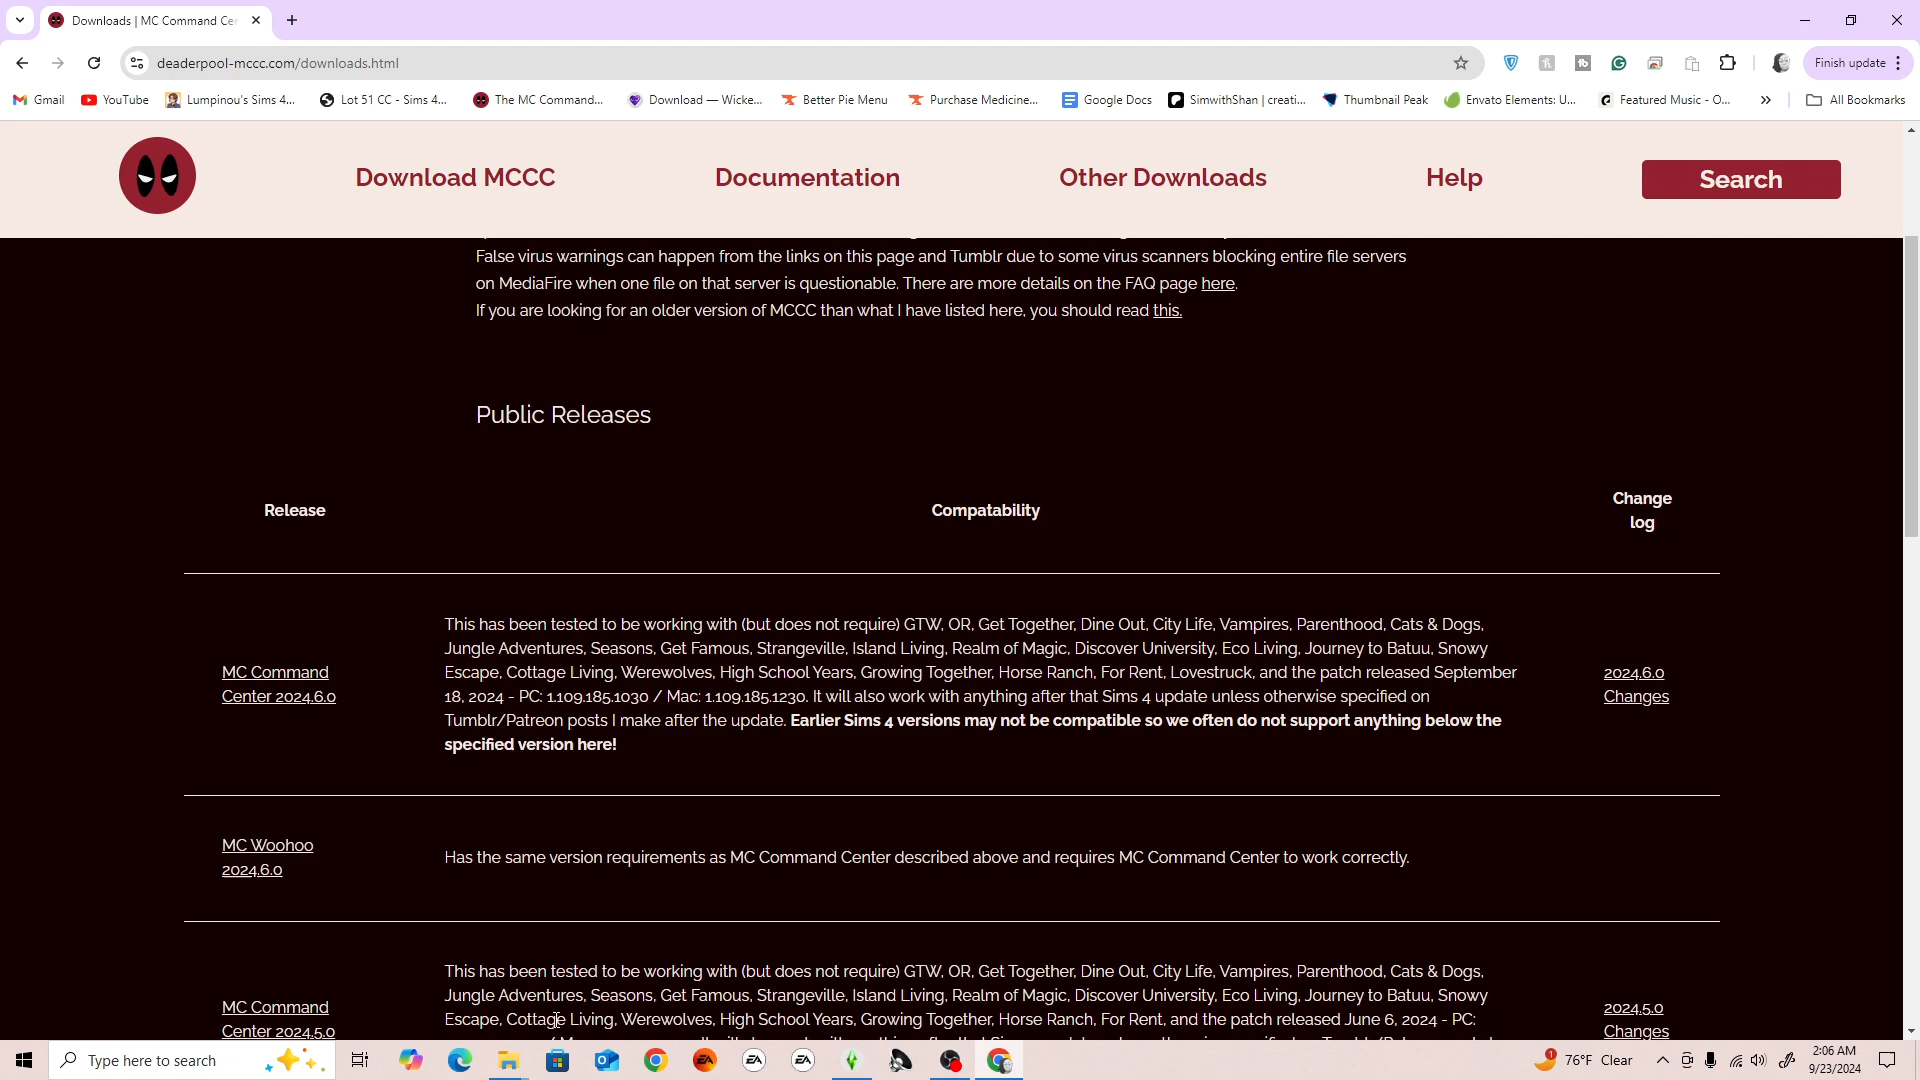 Downloads | MC Command Cer
deaderpool-mccc.com/downloads.html
Finish update
Gmail
YouTube
Lumpinou's Sims 4...
Lot 51 CC - Sims 4...
The MC Command...
Download — Wicke...
Better Pie Menu
Purchase Medicine...
Google Docs
SimwithShan | creati...
Thumbnail Peak
Envato Elements: U...
Featured Music - O...
All Bookmarks
Download MCCC
Documentation
Other Downloads
Help
Search
False virus warnings can happen from the links on this page and Tumblr due to some virus scanners blocking entire file servers
on MediaFire when one file on that server is questionable. There are more details on the FAQ page here.
If you are looking for an older version of MCCC than what I have listed here, you should read this.
Public Releases
Release
Compatability
Change
log
MC Command
Center 2024.6.0
This has been tested to be working with (but does not require) GTW, OR, Get Together, Dine Out, City Life, Vampires, Parenthood, Cats & Dogs,
Jungle Adventures, Seasons, Get Famous, Strangeville, Island Living, Realm of Magic, Discover University, Eco Living, Journey to Batuu, Snowy
Escape, Cottage Living, Werewolves, High School Years, Growing Together, Horse Ranch, For Rent, Lovestruck, and the patch released September
18, 2024 - PC: 1.109.185.1030 / Mac: 1.109.185.1230. It will also work with anything after that Sims 4 update unless otherwise specified on
Tumblr/Patreon posts I make after the update. Earlier Sims 4 versions may not be compatible so we often do not support anything below the
specified version here!
2024.6.0
Changes
MC Woohoo
2024.6.0
Has the same version requirements as MC Command Center described above and requires MC Command Center to work correctly.
MC Command
Center 2024.5.0
This has been tested to be working with (but does not require) GTW, OR, Get Together, Dine Out, City Life, Vampires, Parenthood, Cats & Dogs,
Jungle Adventures, Seasons, Get Famous, Strangeville, Island Living, Realm of Magic, Discover University, Eco Living, Journey to Batuu, Snowy
Escape, Cottage Living, Werewolves, High School Years, Growing Together, Horse Ranch, For Rent, and the patch released June 6, 2024 - PC:
2024.5.0
Changes
Type here to search
76°F Clear
2:06 AM
9/23/2024